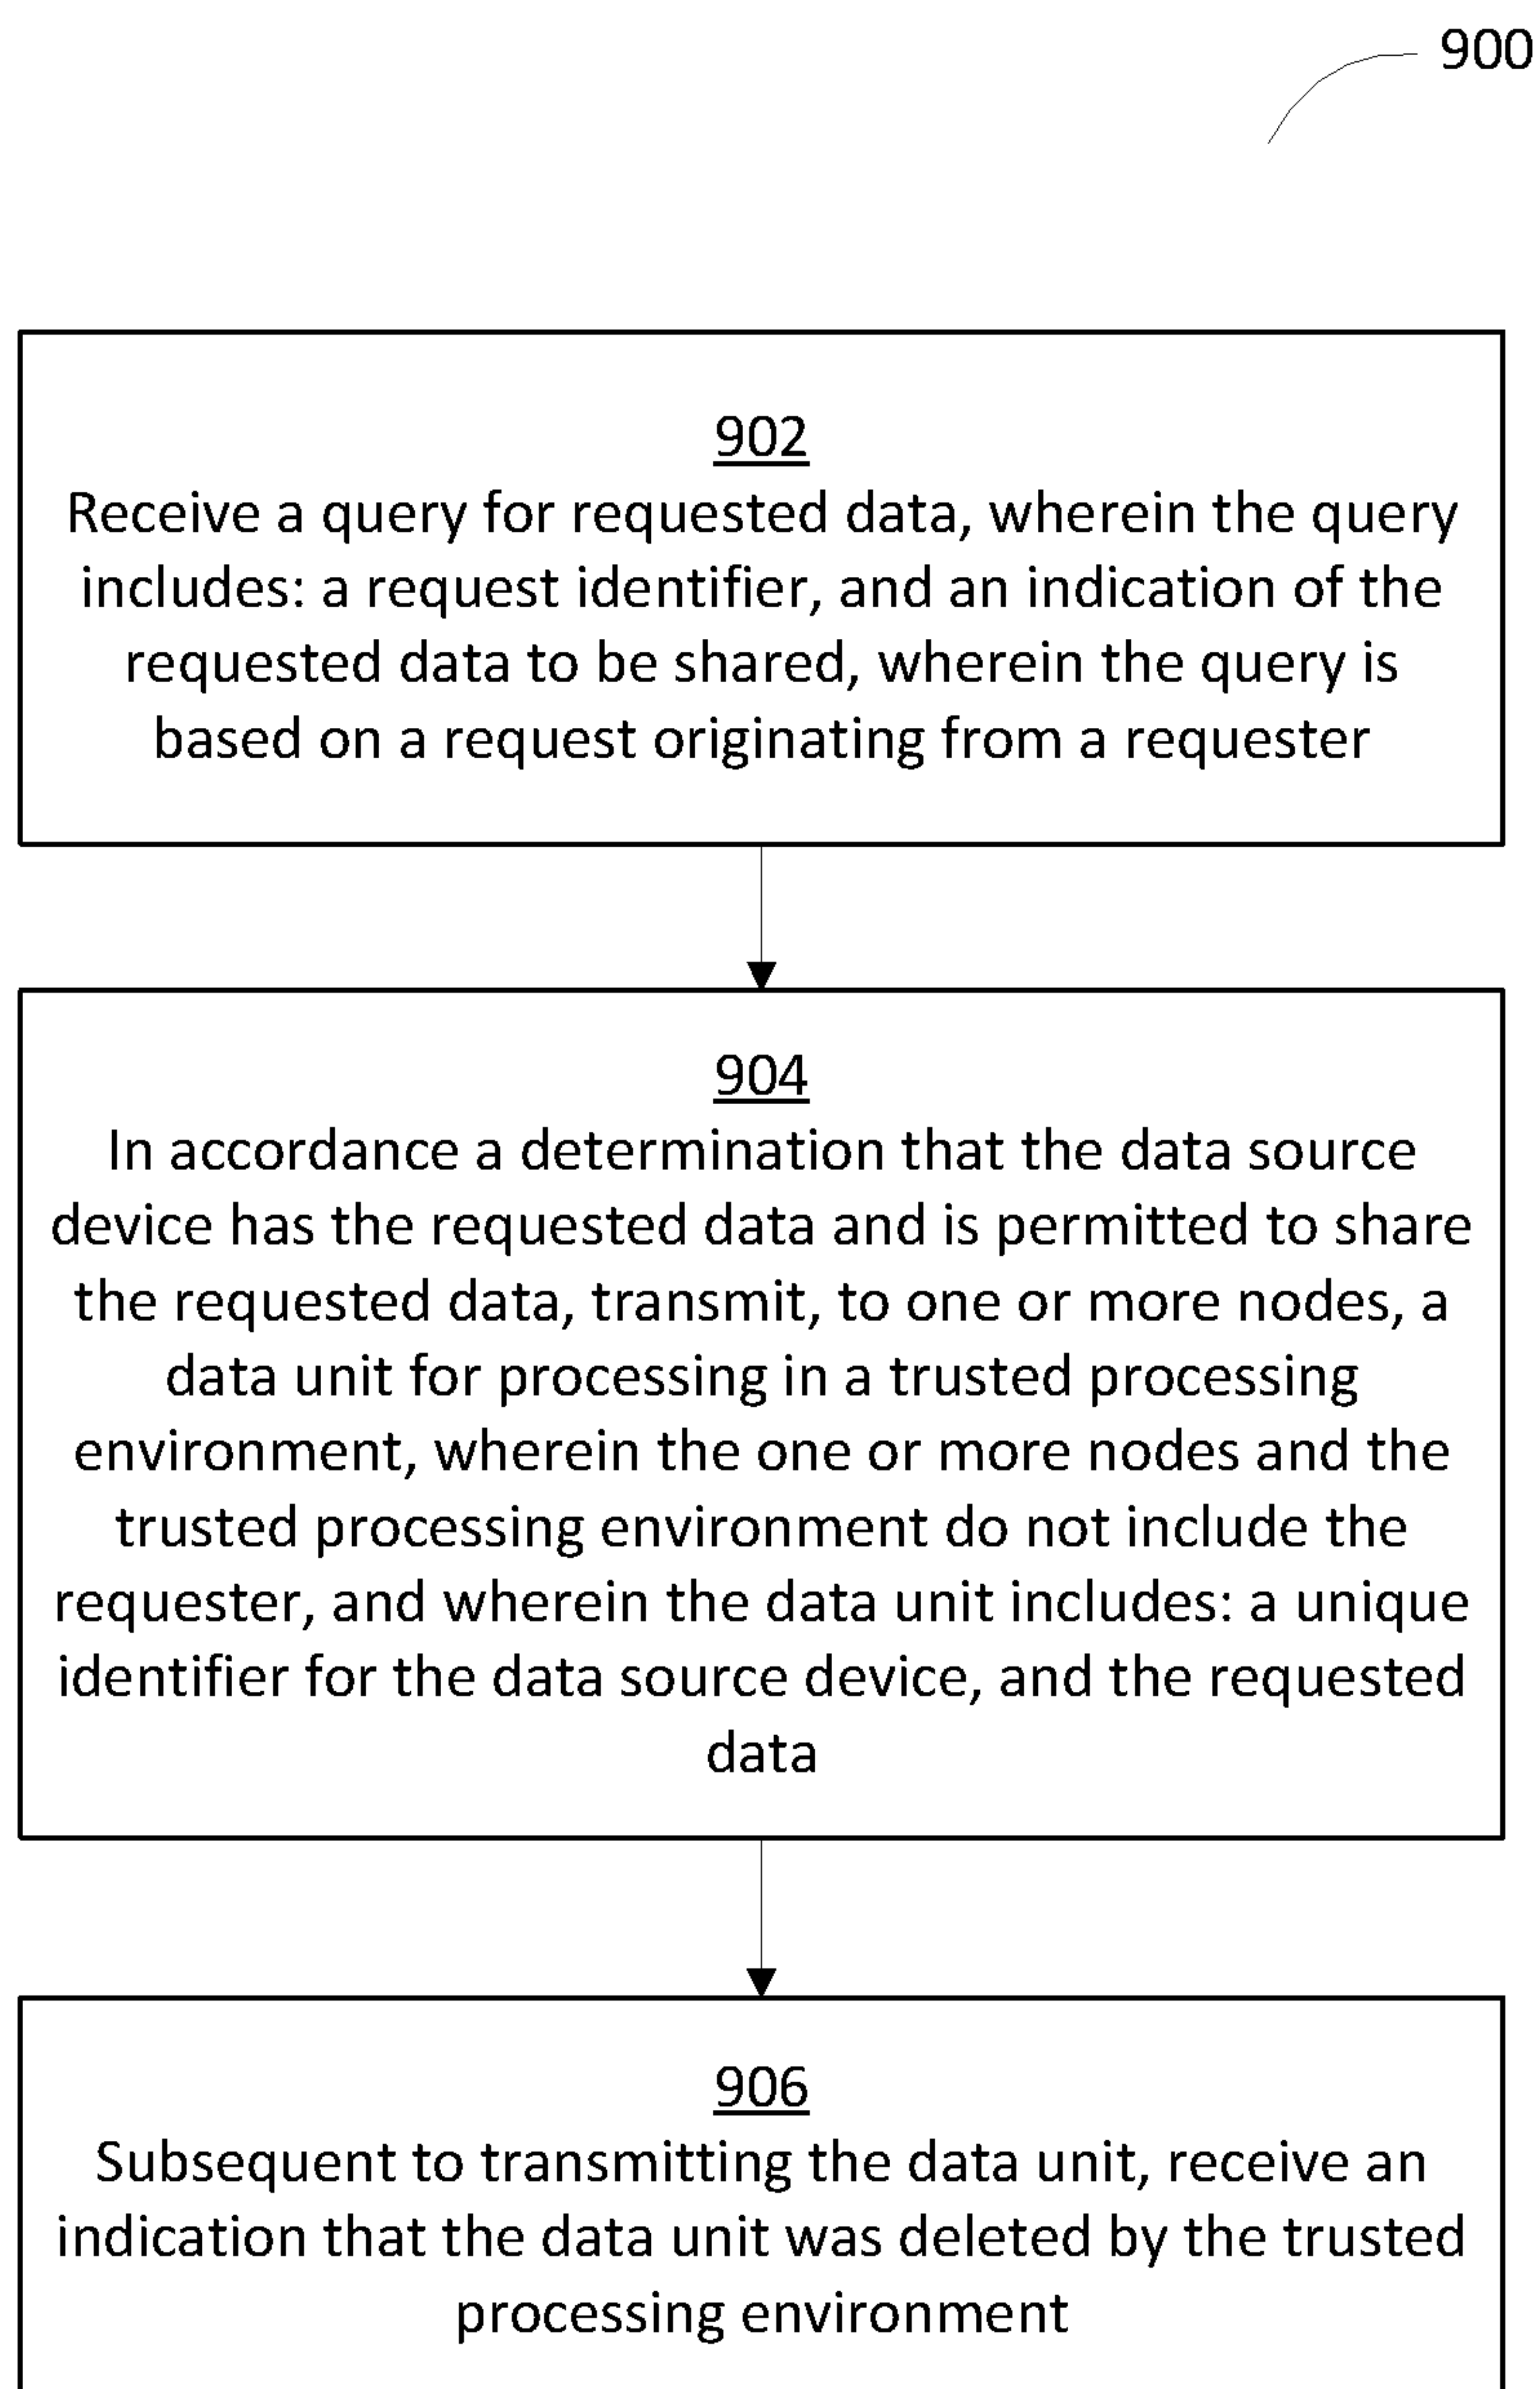 900
902
Receive a query for requested data, wherein the query
includes: a request identifier, and an indication of the
requested data to be shared, wherein the query is
based on a request originating from a requester
904
In accordance a determination that the data source
device has the requested data and is permitted to share
the requested data, transmit, to one or more nodes, a
data unit for processing in a trusted processing
environment, wherein the one or more nodes and the
trusted processing environment do not include the
requester, and wherein the data unit includes: a unique
identifier for the data source device, and the requested
data
906
Subsequent to transmitting the data unit, receive an
indication that the data unit was deleted by the trusted
processing environment